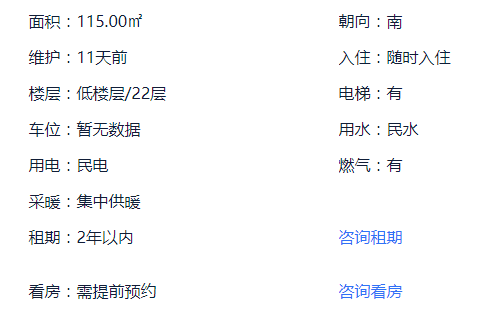 面积：115.00㎡ 朝向：南
维护：11天前 入住：随时入住
楼层：低楼层/22层 电梯：有
车位：暂无数据 用水：民水
用电：民电 燃气：有
采暖：集中供暖
租期：2年以内 咨询租期
看房：需提前预约 咨询看房